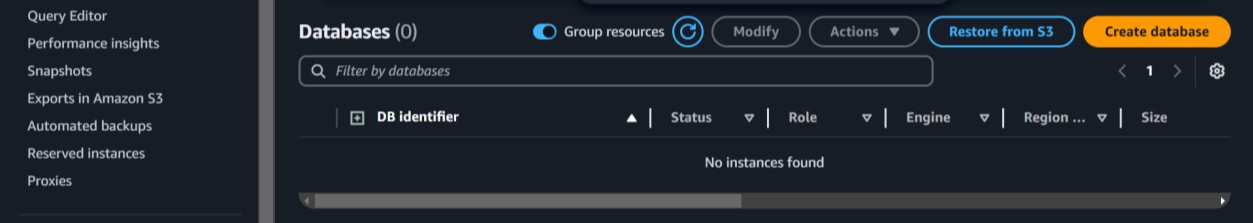 Query Editor
Performance insights
Snapshots
Exports in Amazon S3
Automated backups
Reserved instances
Proxies
Databases (0)
Group resources
Modify
Actions
Restore from S3
Create database
Filter by databases
1
DB identifier
Status
Role
Engine
Region ...
Size
No instances found